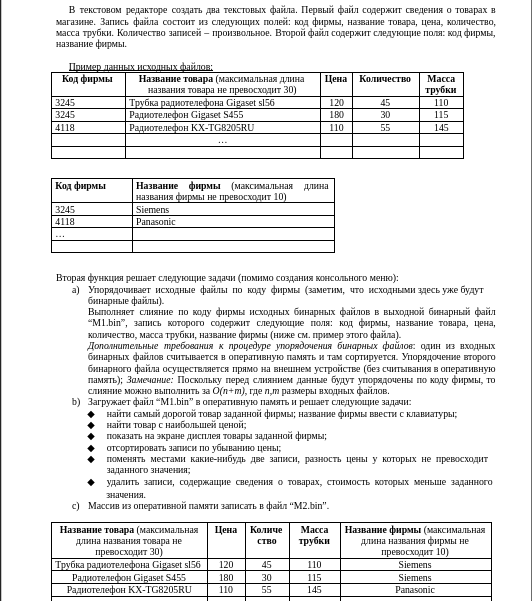 В текстовом редакторе создать два текстовых файла. Первый файл содержит сведения о товарах в
магазине. Запись файла состоит из следующих полей: код фирмы, название товара, цена, количество,
масса трубки. Количество записей – произвольное. Второй файл содержит следующие поля: код фирмы,
название фирмы.
Пример данных исходных файлов:
Код фирмы Название товара (максимальная длина Цена Количество Масса
названия товара не превосходит 30) трубки
3245 Трубка радиотелефона Gigaset sl56 120 45 110
3245 Радиотелефон Gigaset S455 180 30 115
4118 Радиотелефон KX-TG8205RU 110 55 145
…
Код фирмы Название фирмы (максимальная длина
названия фирмы не превосходит 10)
3245 Siemens
4118 Panasonic
…
Вторая функция решает следующие задачи (помимо создания консольного меню):
a) Упорядочивает исходные файлы по коду фирмы (заметим, что исходными здесь уже будут
бинарные файлы).
Выполняет слияние по коду фирмы исходных бинарных файлов в выходной бинарный файл
“M1.bin”, запись которого содержит следующие поля: код фирмы, название товара, цена,
количество, масса трубки, название фирмы (ниже см. пример этого файла).
Дополнительные требования к процедуре упорядочения бинарных файлов: один из входных
бинарных файлов считывается в оперативную память и там сортируется. Упорядочение второго
бинарного файла осуществляется прямо на внешнем устройстве (без считывания в оперативную
память); Замечание: Поскольку перед слиянием данные будут упорядочены по коду фирмы, то
слияние можно выполнить за O(n+m), где n,m размеры входных файлов.
b) Загружает файл “M1.bin” в оперативную память и решает следующие задачи:
◆ найти самый дорогой товар заданной фирмы; название фирмы ввести с клавиатуры;
◆ найти товар с наибольшей ценой;
◆ показать на экране дисплея товары заданной фирмы;
◆ отсортировать записи по убыванию цены;
◆ поменять местами какие-нибудь две записи, разность цены у которых не превосходит
заданного значения;
◆ удалить записи, содержащие сведения о товарах, стоимость которых меньше заданного
значения.
c) Массив из оперативной памяти записать в файл “M2.bin”.
Название товара (максимальная Цена Количе Масса Название фирмы (максимальная
длина названия товара не ство трубки длина названия фирмы не
превосходит 30) превосходит 10)
Трубка радиотелефона Gigaset sl56 120 45 110 Siemens
Радиотелефон Gigaset S455 180 30 115 Siemens
Радиотелефон KX-TG8205RU 110 55 145 Panasonic